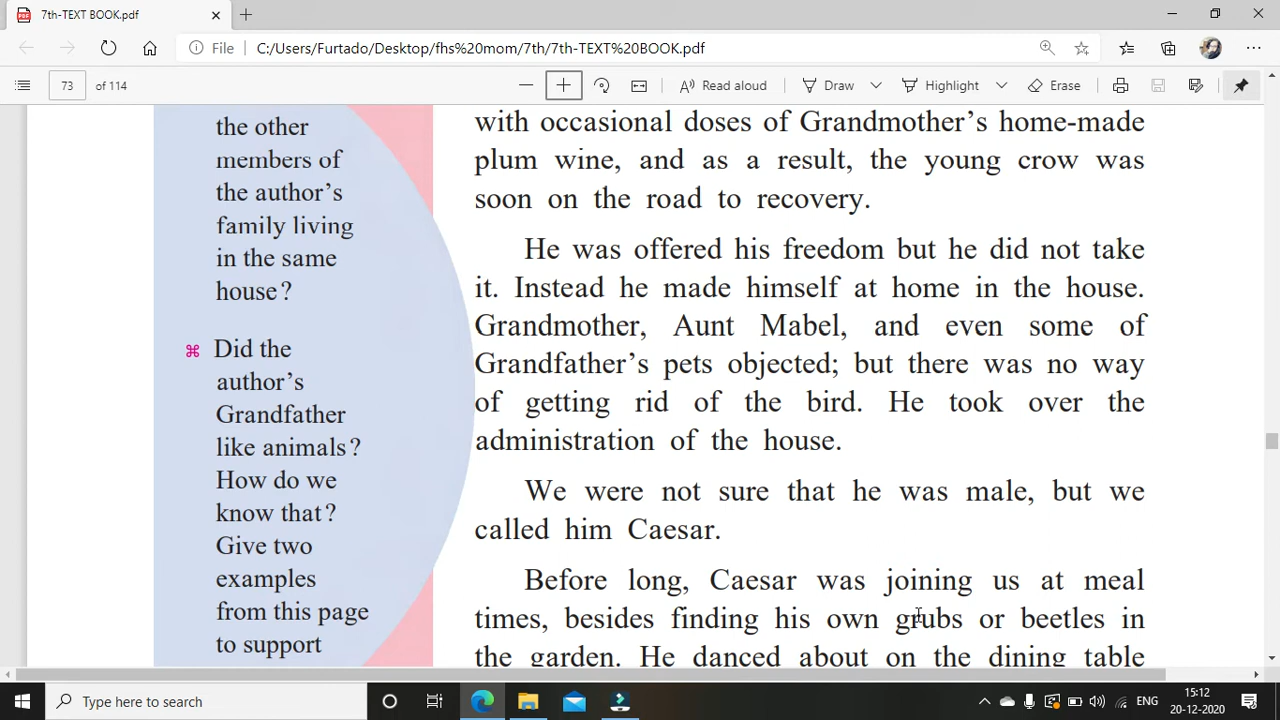 7th-TEXT BOOK.pdf
File
C:/Users/Furtado/Desktop/fhs%20mom/7th/7th-TEXT%20BOOK.pdf
73 of 114
Read aloud
Draw
Highlight
Erase
the other
members of
the author's
family living
in the same
house?
⌘ Did the
author's
Grandfather
like animals?
How do we
know that?
Give two
examples
from this page
to support
with occasional doses of Grandmother's home-made
plum wine, and as a result, the young crow was
soon on the road to recovery.
He was offered his freedom but he did not take
it. Instead he made himself at home in the house.
Grandmother, Aunt Mabel, and even some of
Grandfather's pets objected; but there was no way
of getting rid of the bird. He took over the
administration of the house.
We were not sure that he was male, but we
called him Caesar.
Before long, Caesar was joining us at meal
times, besides finding his own grubs or beetles in
the garden. He danced about on the dining table
Type here to search
ENG
15:12
20-12-2020